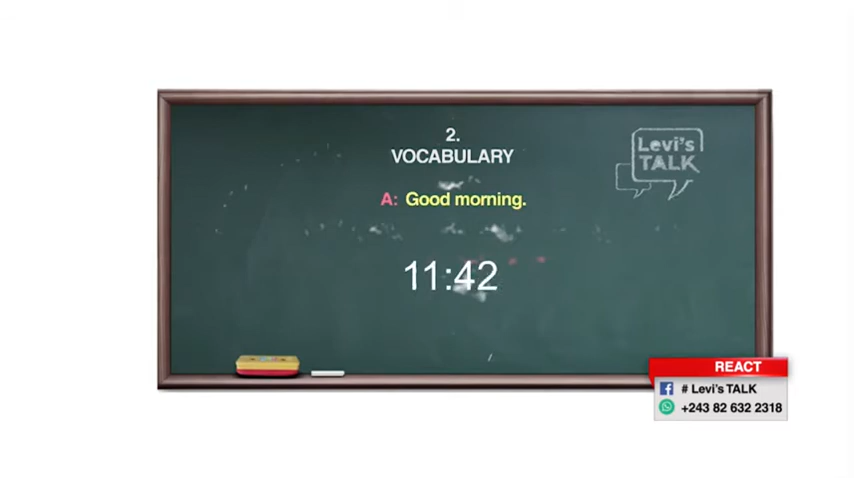 2.
VOCABULARY
Levi's
TALK
A: Good morning.
11:42
REACT
# Levi's TALK
+243 82 632 2318